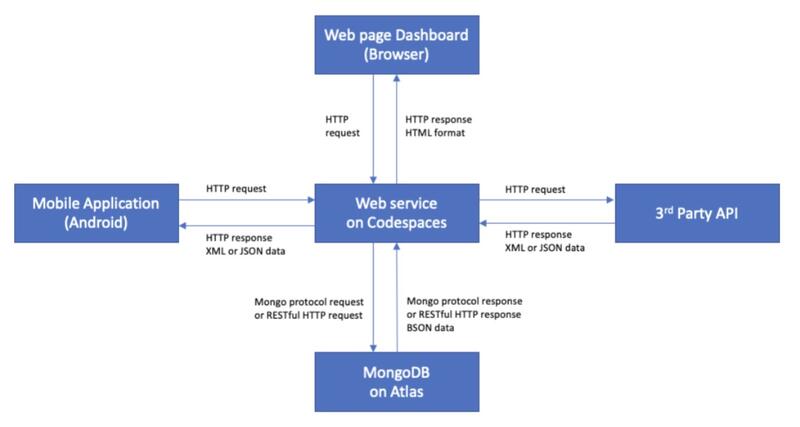 Web page Dashboard
(Browser)
HTTP
request
HTTP response
HTML format
Mobile Application
(Android)
HTTP request
HTTP response
XML or JSON data
Web service
on Codespaces
HTTP request
HTTP response
XML or JSON data
3rd Party API
Mongo protocol request
or RESTful HTTP request
Mongo protocol response
or RESTful HTTP response
BSON data
MongoDB
on Atlas